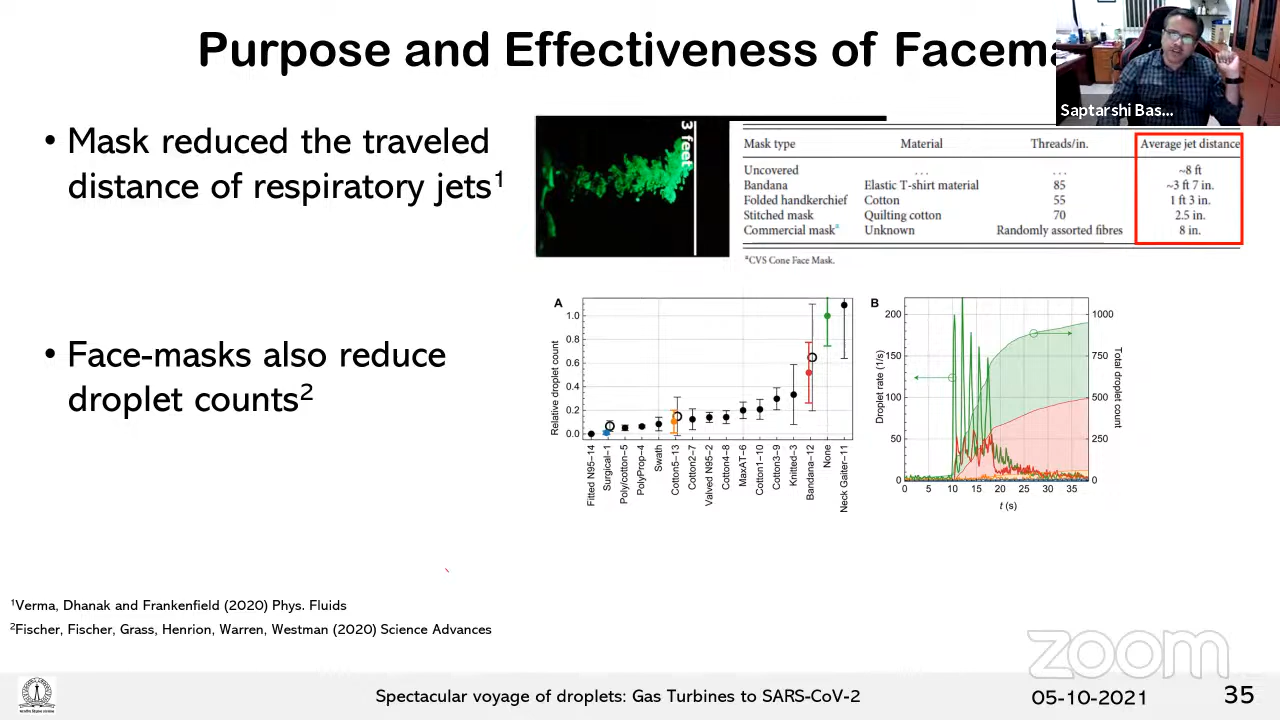 Purpose and Effectiveness of Facema
Saptarshi Bas...
• Mask reduced the traveled
distance of respiratory jets1
3 feet
Mask type Material Threads/in. Average jet distance
Uncovered ... ... ~8 ft
Bandana Elastic T-shirt material 85 ~3 ft 7 in.
Folded handkerchief Cotton 55 1 ft 3 in.
Stitched mask Quilting cotton 70 2.5 in.
Commercial maska Unknown Randomly assorted fibres 8 in.
aCVS Cone Face Mask.
• Face-masks also reduce
droplet counts2
A
Relative droplet count
1.0
0.8
0.6
0.4
0.2
0.0
Fitted N95-14
Surgical-1
Poly/cotton-5
PolyProp-4
Swath
Cotton5-13
Cotton2-7
Valved N95-2
Cotton4-8
MaxAT-6
Cotton1-10
Cotton3-9
Knitted-3
Bandana-12
None
Neck Gaiter-11
B
Droplet rate (1/s)
200
150
100
50
0
Total droplet count
1000
750
500
250
0
0 5 10 15 20 25 30 35
t (s)
1Verma, Dhanak and Frankenfield (2020) Phys. Fluids
2Fischer, Fischer, Grass, Henrion, Warren, Westman (2020) Science Advances
zoom
Spectacular voyage of droplets: Gas Turbines to SARS-CoV-2 05-10-2021 35